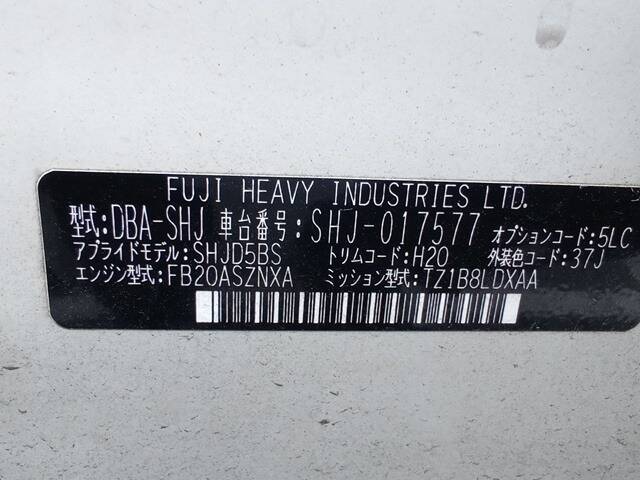 FUJI HEAVY INDUSTRIES LTD.
型式:DBA-SHJ 車台番号:SHJ-017577 オプションコード:5LC
アプライドモデル:SHJD5BS トリムコード:H20 外装色コード:37J
エンジン型式:FB20ASZNXA ミッション型式:TZ1B8LDXAA